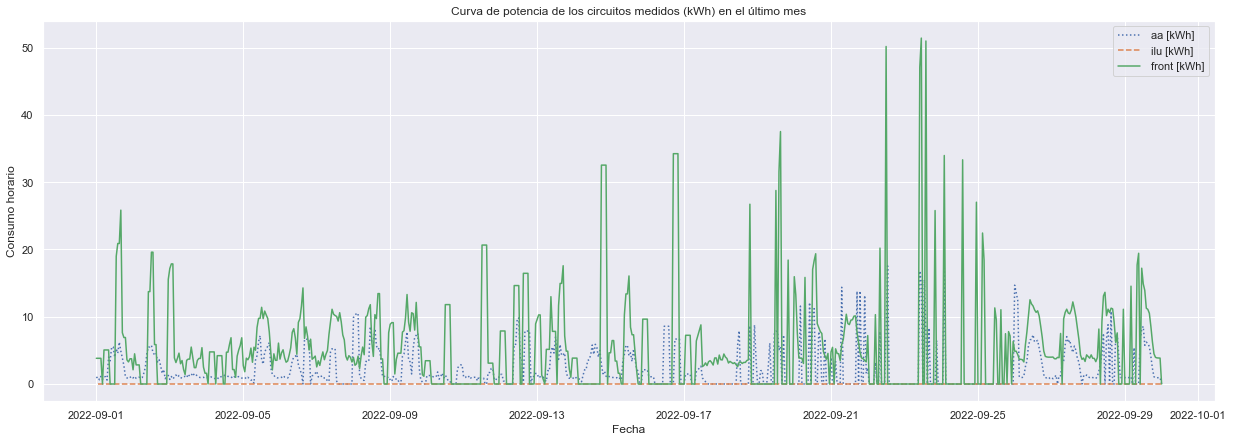 Curva de potencia de los circuitos medidos (kWh) en el último mes
aa [kWh]
ilu [kWh]
front [kWh]
50
40
30
20
10
0
Consumo horario
2022-09-01 2022-09-05 2022-09-09 2022-09-13 2022-09-17 2022-09-21 2022-09-25 2022-09-29 2022-10-01
Fecha